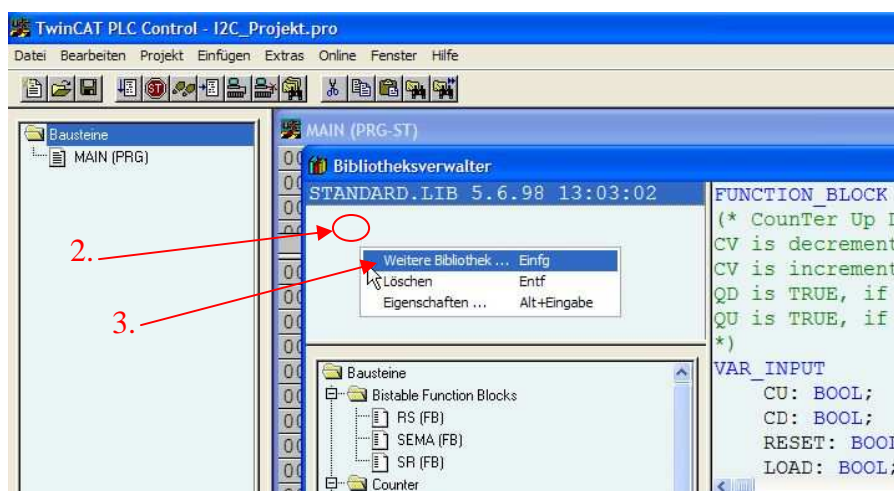 TwinCAT PLC Control - I2C_Projekt.pro
Datei Bearbeiten Projekt Einfügen Extras Online Fenster Hilfe
Bausteine
MAIN (PRG)
MAIN (PRG-ST)
Bibliotheksverwalter
STANDARD.LIB 5.6.98 13:03:02
2.
3.
Weitere Bibliothek ... Einfg
Löschen Entf
Eigenschaften ... Alt+Eingabe
Bausteine
Bistable Function Blocks
RS (FB)
SEMA (FB)
SR (FB)
Counter
FUNCTION_BLOCK
(* CounTer Up
CV is decrement
CV is increment
QD is TRUE, if
QU is TRUE, if
*)
VAR_INPUT
CU: BOOL;
CD: BOOL;
RESET: BOOL
LOAD: BOOL;